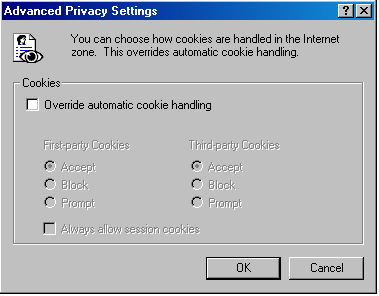 Advanced Privacy Settings
You can choose how cookies are handled in the Internet
zone. This overrides automatic cookie handling.
Cookies
Override automatic cookie handling
First-party Cookies Third-party Cookies
Accept Accept
Block Block
Prompt Prompt
Always allow session cookies
OK Cancel